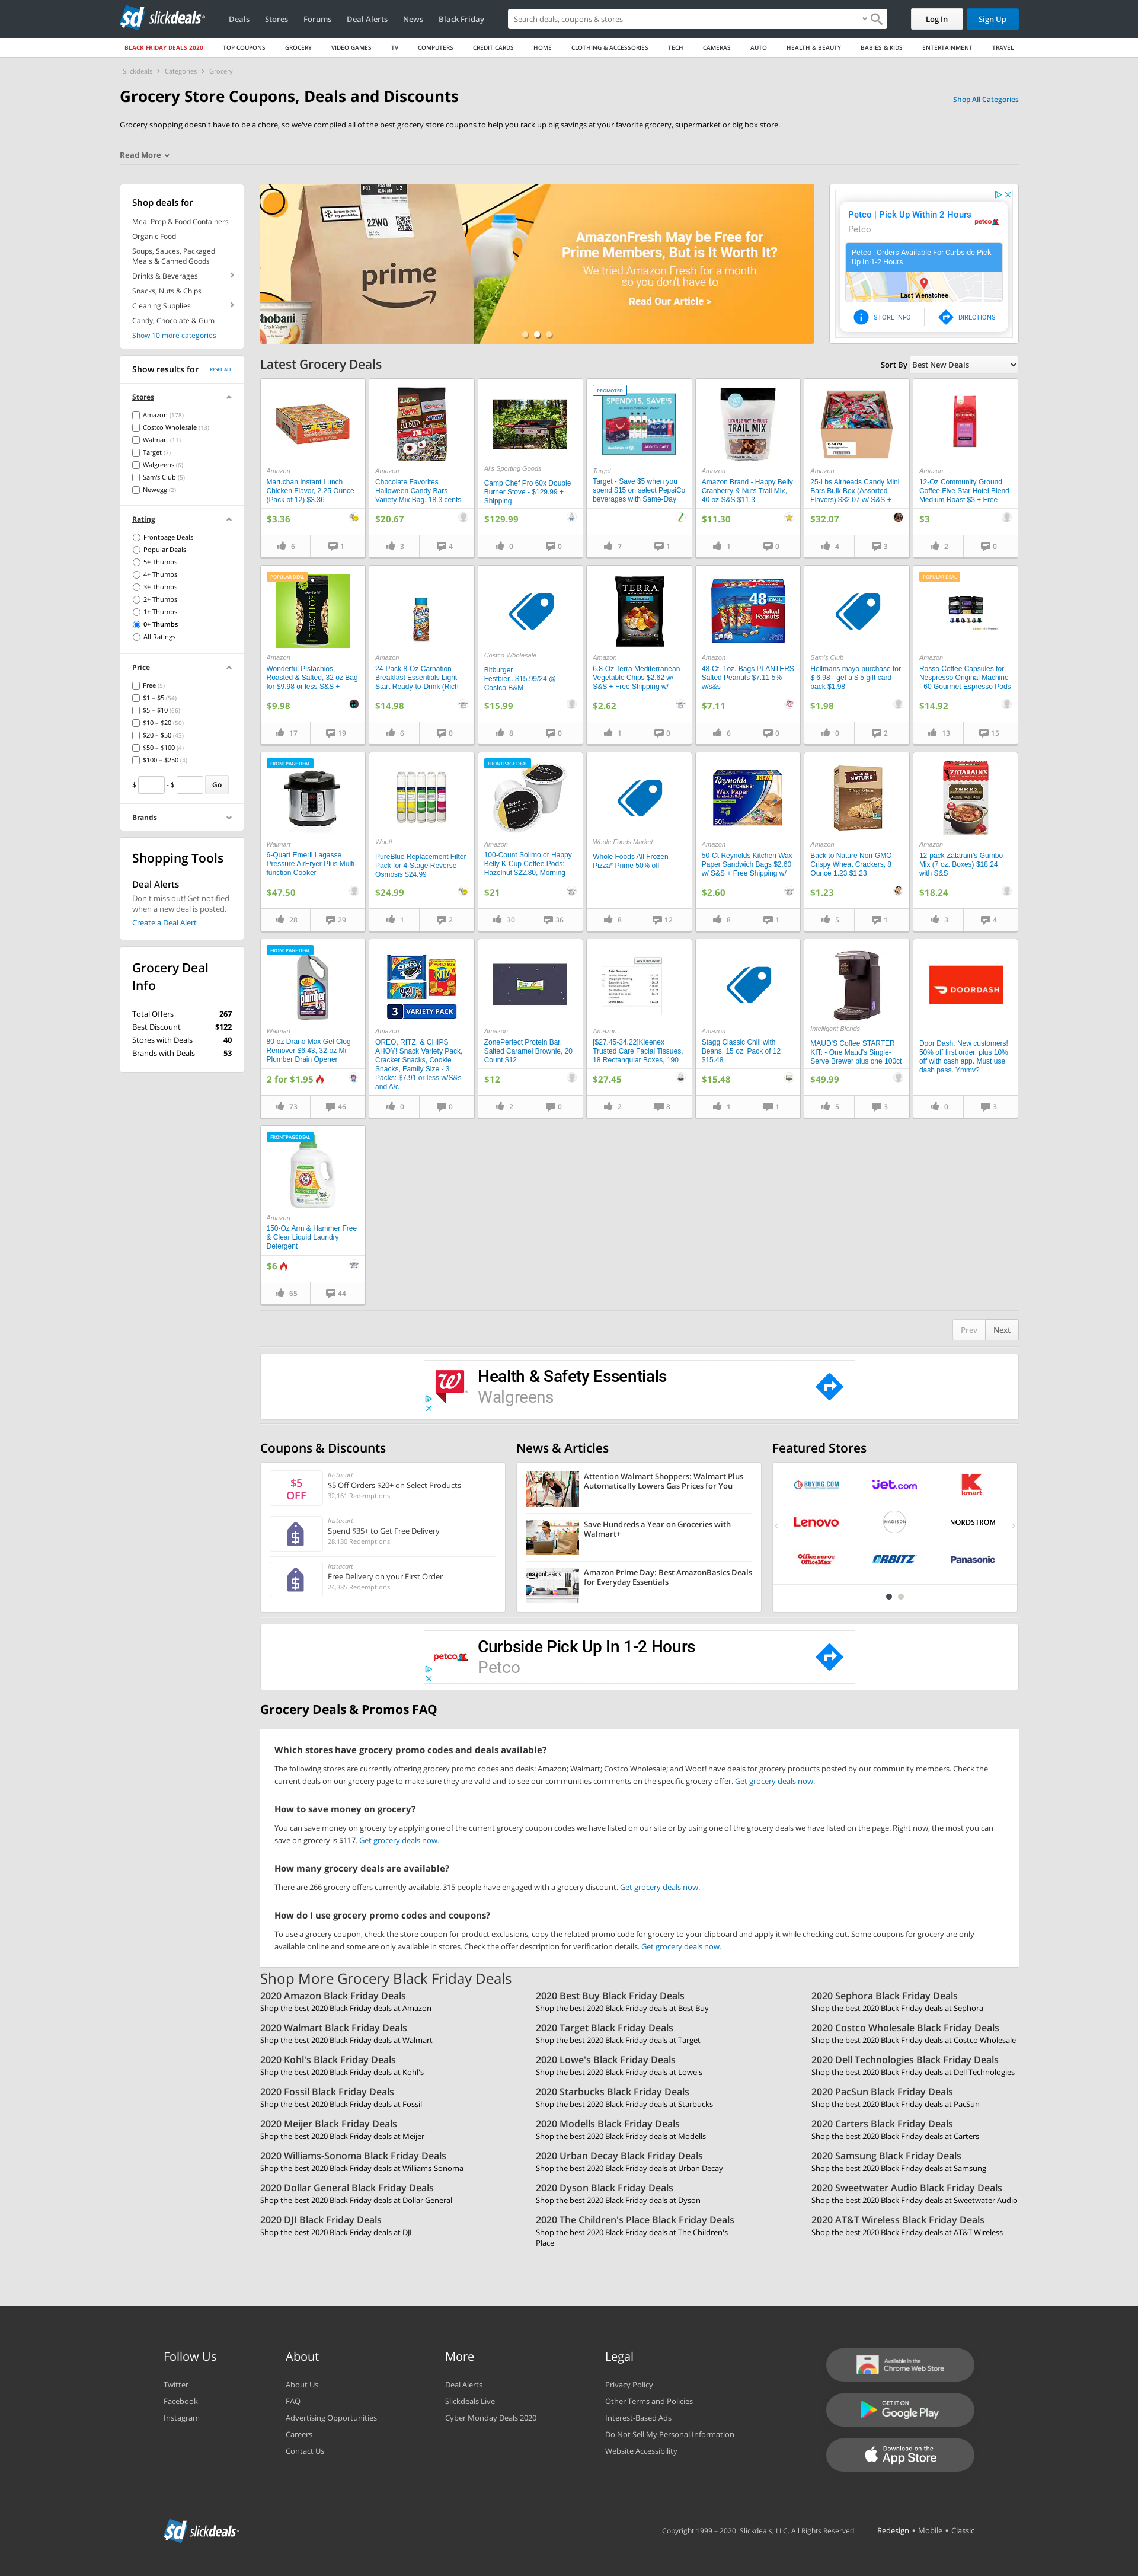 slickdeals
Deals Stores Forums Deal Alerts News Black Friday
Search deals, coupons & stores
Log In
Sign Up
BLACK FRIDAY DEALS 2020 TOP COUPONS GROCERY VIDEO GAMES TV COMPUTERS CREDIT CARDS HOME CLOTHING & ACCESSORIES TECH CAMERAS AUTO HEALTH & BEAUTY BABIES & KIDS ENTERTAINMENT TRAVEL
Slickdeals > Categories > Grocery
Grocery Store Coupons, Deals and Discounts
Shop All Categories
Grocery shopping doesn't have to be a chore, so we've compiled all of the best grocery store coupons to help you rack up big savings at your favorite grocery, supermarket or big box store.
Read More
Shop deals for
Meal Prep & Food Containers
Organic Food
Soups, Sauces, Packaged
Meals & Canned Goods
Drinks & Beverages
Snacks, Nuts & Chips
Cleaning Supplies
Candy, Chocolate & Gum
Show 10 more categories
Show results for
RESET ALL
Stores
Amazon (178)
Costco Wholesale (13)
Walmart (11)
Target (7)
Walgreens (6)
Sam's Club (5)
Newegg (2)
Rating
Frontpage Deals
Popular Deals
5+ Thumbs
4+ Thumbs
3+ Thumbs
2+ Thumbs
1+ Thumbs
0+ Thumbs
All Ratings
Price
Free (5)
$1 – $5 (54)
$5 – $10 (66)
$10 – $20 (50)
$20 – $50 (43)
$50 – $100 (4)
$100 – $250 (4)
$ - $ Go
Brands
Shopping Tools
Deal Alerts
Don't miss out! Get notified
when a new deal is posted.
Create a Deal Alert
Grocery Deal
Info
Total Offers 267
Best Discount $122
Stores with Deals 40
Brands with Deals 53
22WQ
prime
hobani
AmazonFresh May be Free for
Prime Members, But is it Worth It?
We tried Amazon Fresh for a month
so you don't have to
Read Our Article >
Petco | Pick Up Within 2 Hours
Petco
petco
Petco | Orders Available For Curbside Pick
Up In 1-2 Hours
East Wenatchee
STORE INFO
DIRECTIONS
Latest Grocery Deals
Sort By Best New Deals
Amazon
Maruchan Instant Lunch
Chicken Flavor, 2.25 Ounce
(Pack of 12) $3.36
$3.36
6 1
Amazon
Chocolate Favorites
Halloween Candy Bars
Variety Mix Bag. 18.3 cents
$20.67
3 4
Al's Sporting Goods
Camp Chef Pro 60x Double
Burner Stove - $129.99 +
Shipping
$129.99
0 0
PROMOTED
SPEND $15, SAVE $5
Target
Target - Save $5 when you
spend $15 on select PepsiCo
beverages with Same-Day
7 1
TRAIL MIX
Amazon
Amazon Brand - Happy Belly
Cranberry & Nuts Trail Mix,
40 oz S&S $11.3
$11.30
1 0
Amazon
25-Lbs Airheads Candy Mini
Bars Bulk Box (Assorted
Flavors) $32.07 w/ S&S +
$32.07
4 3
Amazon
12-Oz Community Ground
Coffee Five Star Hotel Blend
Medium Roast $3 + Free
$3
2 0
POPULAR DEAL
PISTACHIOS
Amazon
Wonderful Pistachios,
Roasted & Salted, 32 oz Bag
for $9.98 or less S&S +
$9.98
17 19
Amazon
24-Pack 8-Oz Carnation
Breakfast Essentials Light
Start Ready-to-Drink (Rich
$14.98
6 0
Costco Wholesale
Bitburger
Festbier...$15.99/24 @
Costco B&M
$15.99
8 0
TERRA
Amazon
6.8-Oz Terra Mediterranean
Vegetable Chips $2.62 w/
S&S + Free Shipping w/
$2.62
1 0
48 Salted Peanuts
Amazon
48-Ct. 1oz. Bags PLANTERS
Salted Peanuts $7.11 5%
w/s&s
$7.11
6 0
Sam's Club
Hellmans mayo purchase for
$ 6.98 - get a $ 5 gift card
back $1.98
$1.98
0 2
POPULAR DEAL
Amazon
Rosso Coffee Capsules for
Nespresso Original Machine
- 60 Gourmet Espresso Pods
$14.92
13 15
FRONTPAGE DEAL
Walmart
6-Quart Emeril Lagasse
Pressure AirFryer Plus Multi-
function Cooker
$47.50
28 29
Woot!
PureBlue Replacement Filter
Pack for 4-Stage Reverse
Osmosis $24.99
$24.99
1 2
FRONTPAGE DEAL
Amazon
100-Count Solimo or Happy
Belly K-Cup Coffee Pods:
Hazelnut $22.80, Morning
$21
30 36
Whole Foods Market
Whole Foods All Frozen
Pizza* Prime 50% off
8 12
Reynolds
KITCHENS
Wax Paper
Amazon
50-Ct Reynolds Kitchen Wax
Paper Sandwich Bags $2.60
w/ S&S + Free Shipping w/
$2.60
8 1
NATURE
Amazon
Back to Nature Non-GMO
Crispy Wheat Crackers, 8
Ounce 1.23 $1.23
$1.23
5 1
ZATARAIN'S
GUMBO MIX
Amazon
12-pack Zatarain's Gumbo
Mix (7 oz. Boxes) $18.24
with S&S
$18.24
3 4
FRONTPAGE DEAL
plumber
Walmart
80-oz Drano Max Gel Clog
Remover $6.43, 32-oz Mr
Plumber Drain Opener
2 for $1.95
73 46
OREO RITZ
3 VARIETY PACK
Amazon
OREO, RITZ, & CHIPS
AHOY! Snack Variety Pack,
Cracker Snacks, Cookie
Snacks, Family Size - 3
Packs: $7.91 or less w/S&s
and A/c
0 0
Amazon
ZonePerfect Protein Bar,
Salted Caramel Brownie, 20
Count $12
$12
2 0
Amazon
[$27.45-34.22]Kleenex
Trusted Care Facial Tissues,
18 Rectangular Boxes, 190
$27.45
2 8
Amazon
Stagg Classic Chili with
Beans, 15 oz, Pack of 12
$15.48
$15.48
1 1
Intelligent Blends
MAUD'S Coffee STARTER
KIT: - One Maud's Single-
Serve Brewer plus one 100ct
$49.99
5 3
DOORDASH
Door Dash: New customers!
50% off first order, plus 10%
off with cash app. Must use
dash pass. Ymmv?
0 3
FRONTPAGE DEAL
ARM & HAMMER
Amazon
150-Oz Arm & Hammer Free
& Clear Liquid Laundry
Detergent
$6
65 44
Prev Next
Health & Safety Essentials
Walgreens
Coupons & Discounts
$5
OFF
Instacart
$5 Off Orders $20+ on Select Products
32,161 Redemptions
Instacart
Spend $35+ to Get Free Delivery
28,130 Redemptions
Instacart
Free Delivery on your First Order
24,385 Redemptions
News & Articles
Attention Walmart Shoppers: Walmart Plus
Automatically Lowers Gas Prices for You
Save Hundreds a Year on Groceries with
Walmart+
amazonbasics
Amazon Prime Day: Best AmazonBasics Deals
for Everyday Essentials
Featured Stores
BUYDIG.COM jet.com kmart
Lenovo MADISON NORDSTROM
Office DEPOT OfficeMax ORBITZ Panasonic
petco
Curbside Pick Up In 1-2 Hours
Petco
Grocery Deals & Promos FAQ
Which stores have grocery promo codes and deals available?
The following stores are currently offering grocery promo codes and deals: Amazon; Walmart; Costco Wholesale; and Woot! have deals for grocery products posted by our community members. Check the
current deals on our grocery page to make sure they are valid and to see our communities comments on the specific grocery offer. Get grocery deals now.
How to save money on grocery?
You can save money on grocery by applying one of the current grocery coupon codes we have listed on our site or by using one of the grocery deals we have listed on the page. Right now, the most you can
save on grocery is $117. Get grocery deals now.
How many grocery deals are available?
There are 266 grocery offers currently available. 315 people have engaged with a grocery discount. Get grocery deals now.
How do I use grocery promo codes and coupons?
To use a grocery coupon, check the store coupon for product exclusions, copy the related promo code for grocery to your clipboard and apply it while checking out. Some coupons for grocery are only
available online and some are only available in stores. Check the offer description for verification details. Get grocery deals now.
Shop More Grocery Black Friday Deals
2020 Amazon Black Friday Deals
Shop the best 2020 Black Friday deals at Amazon
2020 Best Buy Black Friday Deals
Shop the best 2020 Black Friday deals at Best Buy
2020 Sephora Black Friday Deals
Shop the best 2020 Black Friday deals at Sephora
2020 Walmart Black Friday Deals
Shop the best 2020 Black Friday deals at Walmart
2020 Target Black Friday Deals
Shop the best 2020 Black Friday deals at Target
2020 Costco Wholesale Black Friday Deals
Shop the best 2020 Black Friday deals at Costco Wholesale
2020 Kohl's Black Friday Deals
Shop the best 2020 Black Friday deals at Kohl's
2020 Lowe's Black Friday Deals
Shop the best 2020 Black Friday deals at Lowe's
2020 Dell Technologies Black Friday Deals
Shop the best 2020 Black Friday deals at Dell Technologies
2020 Fossil Black Friday Deals
Shop the best 2020 Black Friday deals at Fossil
2020 Starbucks Black Friday Deals
Shop the best 2020 Black Friday deals at Starbucks
2020 PacSun Black Friday Deals
Shop the best 2020 Black Friday deals at PacSun
2020 Meijer Black Friday Deals
Shop the best 2020 Black Friday deals at Meijer
2020 Modells Black Friday Deals
Shop the best 2020 Black Friday deals at Modells
2020 Carters Black Friday Deals
Shop the best 2020 Black Friday deals at Carters
2020 Williams-Sonoma Black Friday Deals
Shop the best 2020 Black Friday deals at Williams-Sonoma
2020 Urban Decay Black Friday Deals
Shop the best 2020 Black Friday deals at Urban Decay
2020 Samsung Black Friday Deals
Shop the best 2020 Black Friday deals at Samsung
2020 Dollar General Black Friday Deals
Shop the best 2020 Black Friday deals at Dollar General
2020 Dyson Black Friday Deals
Shop the best 2020 Black Friday deals at Dyson
2020 Sweetwater Audio Black Friday Deals
Shop the best 2020 Black Friday deals at Sweetwater Audio
2020 DJI Black Friday Deals
Shop the best 2020 Black Friday deals at DJI
2020 The Children's Place Black Friday Deals
Shop the best 2020 Black Friday deals at The Children's
Place
2020 AT&T Wireless Black Friday Deals
Shop the best 2020 Black Friday deals at AT&T Wireless
Follow Us
Twitter
Facebook
Instagram
About
About Us
FAQ
Advertising Opportunities
Careers
Contact Us
More
Deal Alerts
Slickdeals Live
Cyber Monday Deals 2020
Legal
Privacy Policy
Other Terms and Policies
Interest-Based Ads
Do Not Sell My Personal Information
Website Accessibility
Available in the
Chrome Web Store
GET IT ON
Google Play
Download on the
App Store
slickdeals
Copyright 1999 – 2020. Slickdeals, LLC. All Rights Reserved.
Redesign • Mobile • Classic